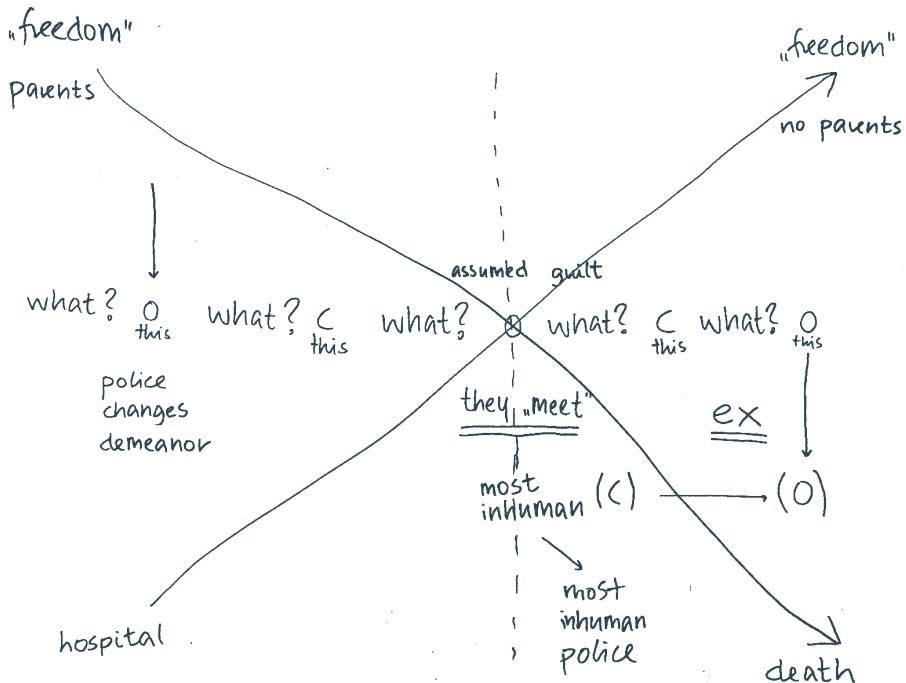 „freedom"
parents
„freedom"
no parents
assumed guilt
what? O what? C what? what? C what? O
this this this this
police
changes
demeanor
they „meet"
ex
most
inhuman (C) (O)
most
inhuman
police
hospital
death